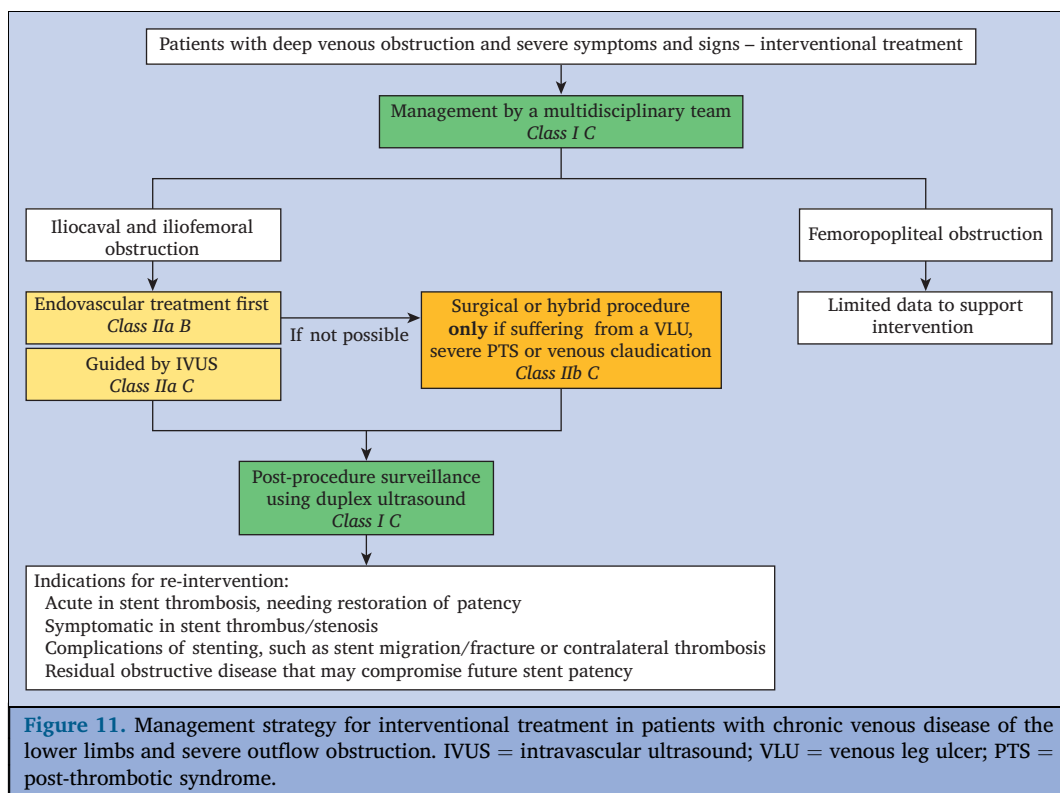 Patients with deep venous obstruction and severe symptoms and signs – interventional treatment
Management by a multidisciplinary team
Class I C
Iliocaval and iliofemoral
obstruction
Femoropopliteal obstruction
Endovascular treatment first
Class IIa B
If not possible
Surgical or hybrid procedure
only if suffering from a VLU,
severe PTS or venous claudication
Class IIb C
Limited data to support
intervention
Guided by IVUS
Class IIa C
Post-procedure surveillance
using duplex ultrasound
Class I C
Indications for re-intervention:
Acute in stent thrombosis, needing restoration of patency
Symptomatic in stent thrombus/stenosis
Complications of stenting, such as stent migration/fracture or contralateral thrombosis
Residual obstructive disease that may compromise future stent patency
Figure 11. Management strategy for interventional treatment in patients with chronic venous disease of the
lower limbs and severe outflow obstruction. IVUS = intravascular ultrasound; VLU = venous leg ulcer; PTS =
post-thrombotic syndrome.